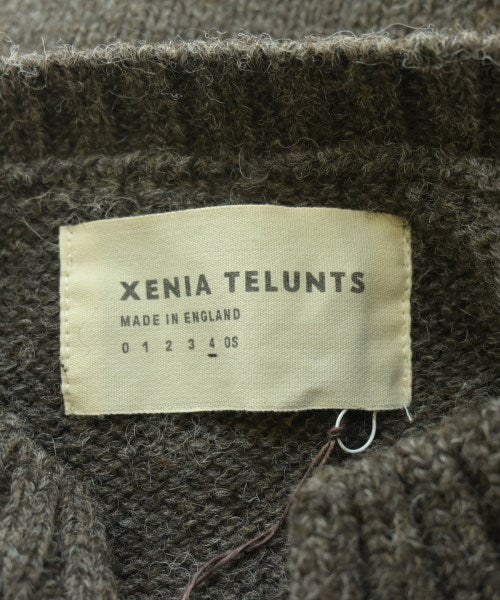 XENIA TELUNTS
MADE IN ENGLAND
0 1 2 3 4 OS